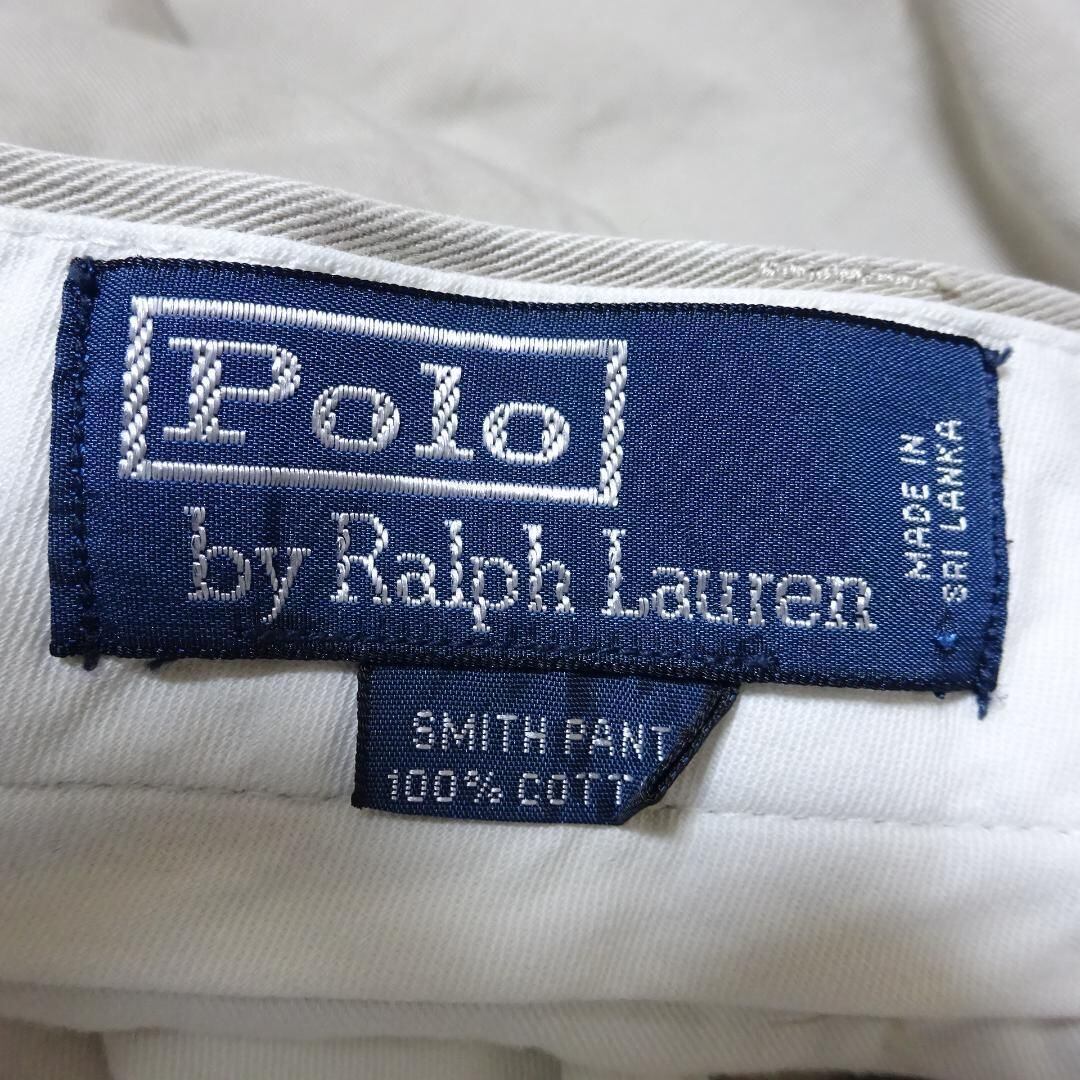 Polo
by Ralph Lauren
MADE IN
SRI LANKA
SMITH PANT
100% COTT